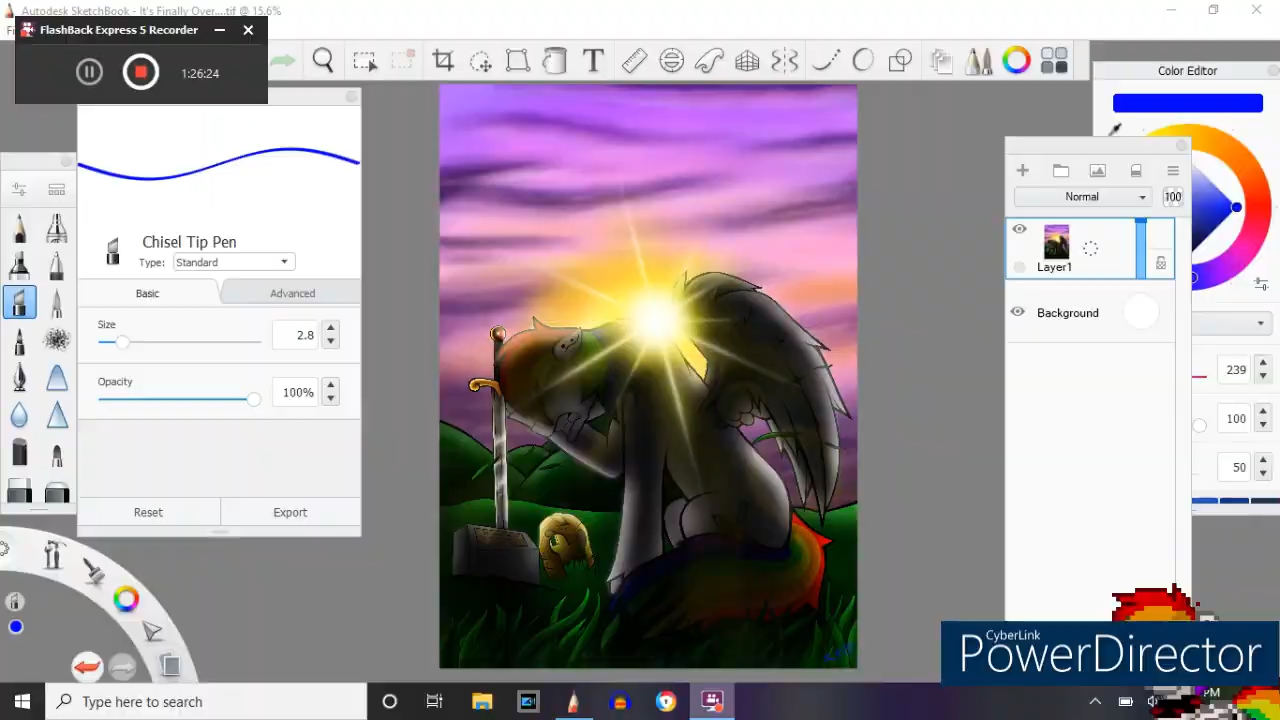 Autodesk SketchBook - It's Finally Over....tif @ 15.6%
FlashBack Express 5 Recorder
1:26:24
T
Color Editor
Chisel Tip Pen
Type: Standard
Basic
Advanced
Size
2.8
Opacity
100%
Reset
Export
Normal
100
Layer1
Background
239
100
50
CyberLink
PowerDirector
Type here to search
PM